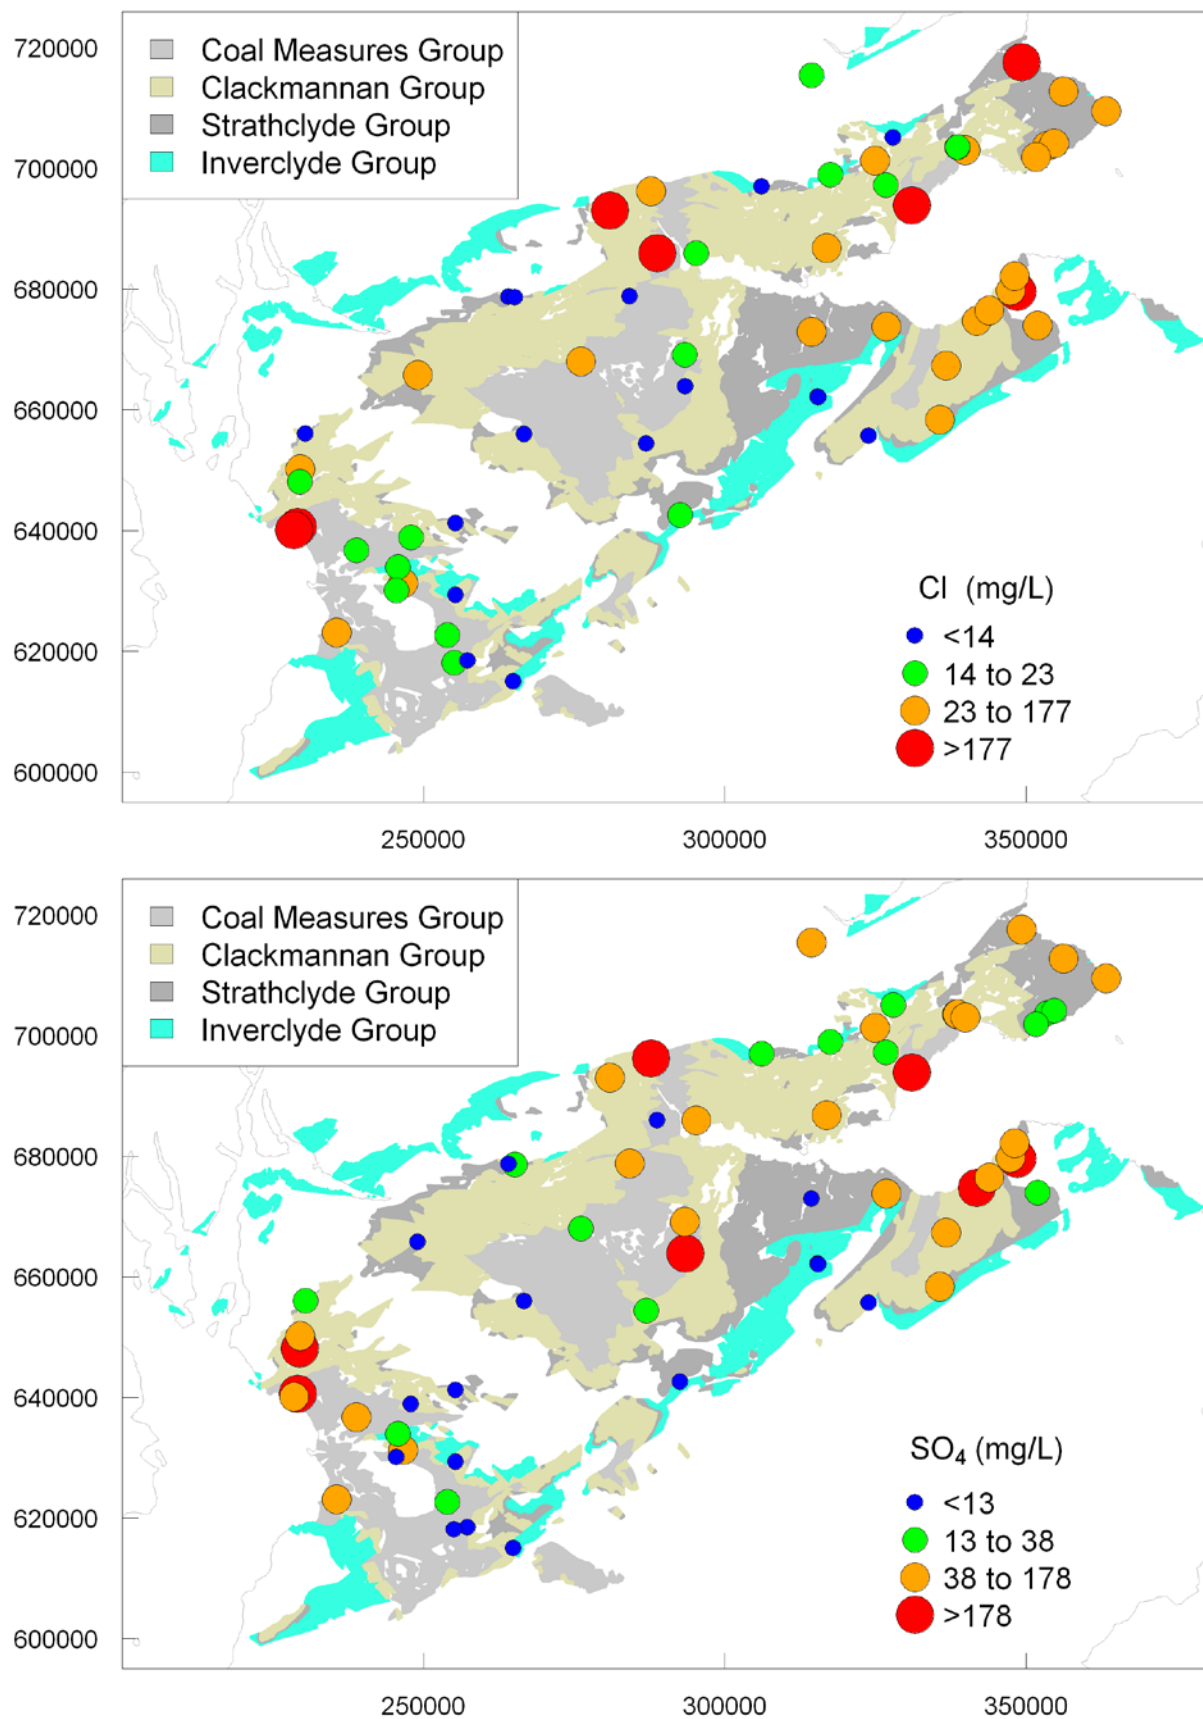 720000
700000
680000
660000
640000
620000
600000
Coal Measures Group
Clackmannan Group
Strathclyde Group
Inverclyde Group
Cl (mg/L)
<14
14 to 23
23 to 177
>177
250000 300000 350000
720000
700000
680000
660000
640000
620000
600000
Coal Measures Group
Clackmannan Group
Strathclyde Group
Inverclyde Group
SO₄ (mg/L)
<13
13 to 38
38 to 178
>178
250000 300000 350000